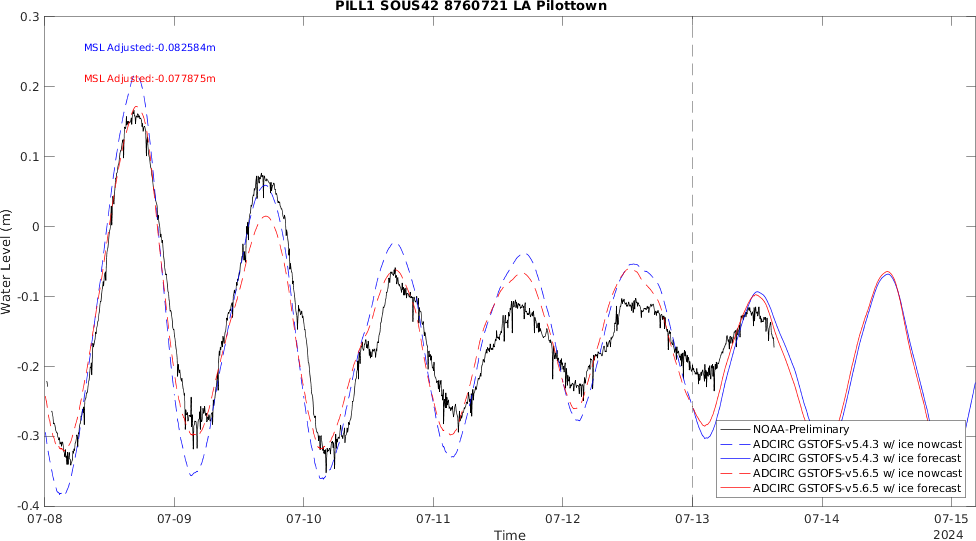 PILL1 SOUS42 8760721 LA Pilottown
MSL Adjusted:-0.082584m
MSL Adjusted:-0.077875m
Water Level (m)
0.3
0.2
0.1
0
-0.1
-0.2
-0.3
-0.4
NOAA-Preliminary
ADCIRC GSTOFS-v5.4.3 w/ ice nowcast
ADCIRC GSTOFS-v5.4.3 w/ ice forecast
ADCIRC GSTOFS-v5.6.5 w/ ice nowcast
ADCIRC GSTOFS-v5.6.5 w/ ice forecast
07-08 07-09 07-10 07-11 07-12 07-13 07-14 07-15
Time
2024